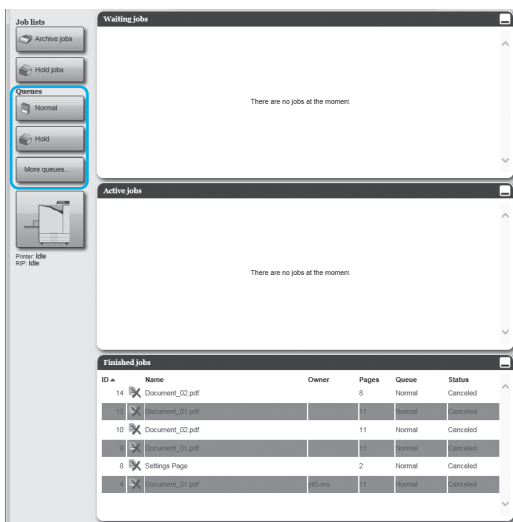 Job lists
Archive jobs
Hold jobs
Queues
Normal
Hold
More queues...
Printer: Idle
RIP: Idle
Waiting jobs
There are no jobs at the moment.
Active jobs
There are no jobs at the moment.
Finished jobs
ID Name Owner Pages Queue Status
14 Document_02.pdf 8 Normal Canceled
13 Document_01.pdf 11 Normal Canceled
10 Document_02.pdf 11 Normal Canceled
9 Document_01.pdf 11 Normal Canceled
8 Settings Page 2 Normal Canceled
4 Document_01.pdf 11 Normal Canceled